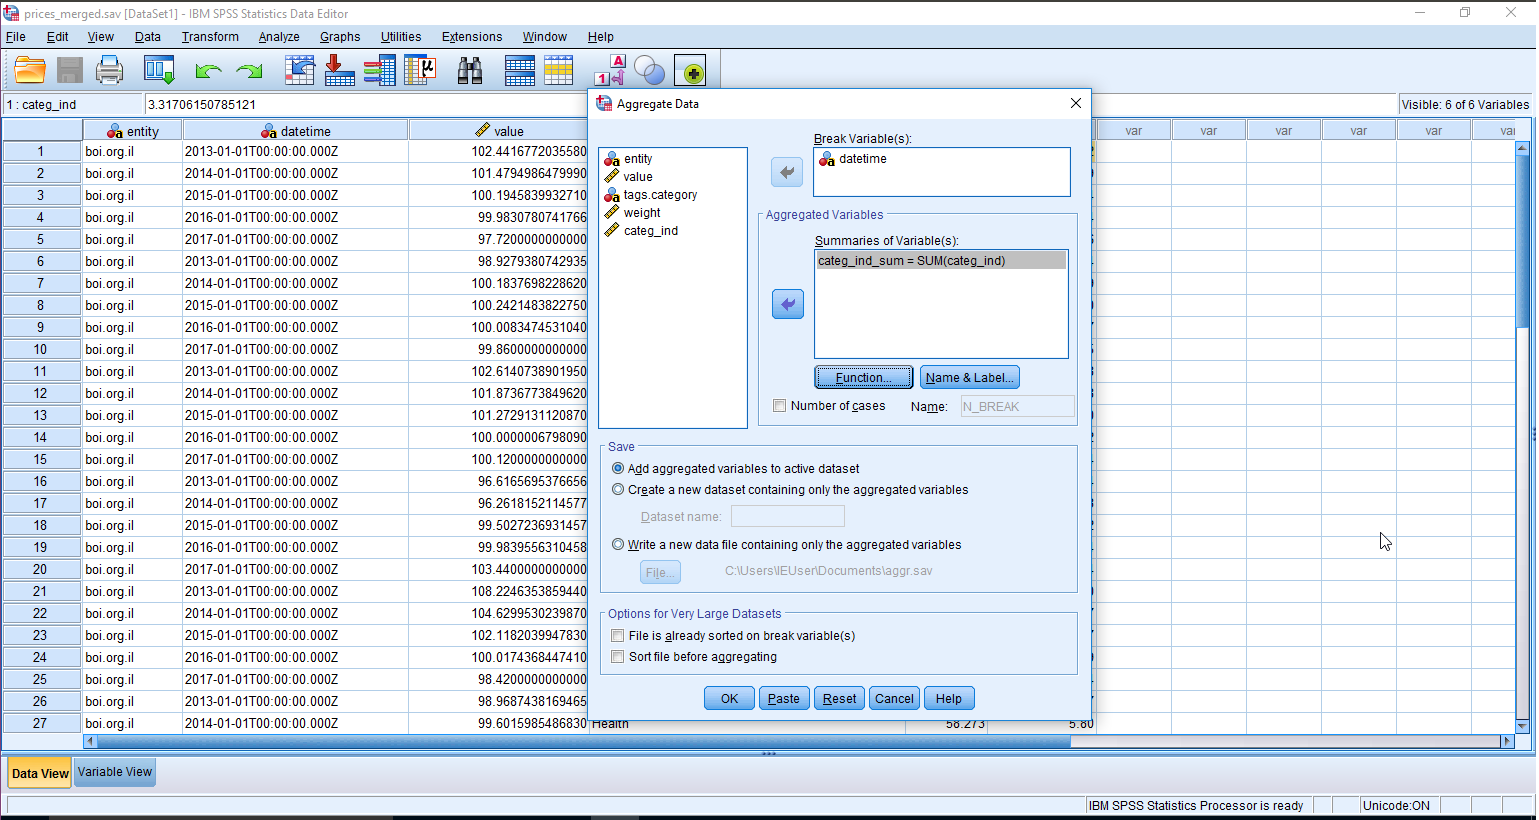 prices_merged.sav [DataSet1] - IBM SPSS Statistics Data Editor
File Edit View Data Transform Analyze Graphs Utilities Extensions Window Help
1 : categ_ind 3.31706150785121 Visible: 6 of 6 Variables
entity datetime value var var var var var
1 boi.org.il 2013-01-01T00:00:00.000Z 102.4416772035580
2 boi.org.il 2014-01-01T00:00:00.000Z 101.4794986479990
3 boi.org.il 2015-01-01T00:00:00.000Z 100.1945839932710
4 boi.org.il 2016-01-01T00:00:00.000Z 99.9830780741766
5 boi.org.il 2017-01-01T00:00:00.000Z 97.7200000000000
6 boi.org.il 2013-01-01T00:00:00.000Z 98.9279380742935
7 boi.org.il 2014-01-01T00:00:00.000Z 100.1837698228620
8 boi.org.il 2015-01-01T00:00:00.000Z 100.2421483822750
9 boi.org.il 2016-01-01T00:00:00.000Z 100.0083474531040
10 boi.org.il 2017-01-01T00:00:00.000Z 99.8600000000000
11 boi.org.il 2013-01-01T00:00:00.000Z 102.6140738901950
12 boi.org.il 2014-01-01T00:00:00.000Z 101.8736773849620
13 boi.org.il 2015-01-01T00:00:00.000Z 101.2729131120870
14 boi.org.il 2016-01-01T00:00:00.000Z 100.0000006798090
15 boi.org.il 2017-01-01T00:00:00.000Z 100.1200000000000
16 boi.org.il 2013-01-01T00:00:00.000Z 96.6165695376656
17 boi.org.il 2014-01-01T00:00:00.000Z 96.2618152114577
18 boi.org.il 2015-01-01T00:00:00.000Z 99.5027236931457
19 boi.org.il 2016-01-01T00:00:00.000Z 99.9839556310458
20 boi.org.il 2017-01-01T00:00:00.000Z 103.4400000000000
21 boi.org.il 2013-01-01T00:00:00.000Z 108.2246353859440
22 boi.org.il 2014-01-01T00:00:00.000Z 104.6299530239870
23 boi.org.il 2015-01-01T00:00:00.000Z 102.1182039947830
24 boi.org.il 2016-01-01T00:00:00.000Z 100.0174368447410
25 boi.org.il 2017-01-01T00:00:00.000Z 98.4200000000000
26 boi.org.il 2013-01-01T00:00:00.000Z 98.9687438169465
27 boi.org.il 2014-01-01T00:00:00.000Z 99.6015985486830 Health 58.273 5.80
Aggregate Data
entity
value
tags.category
weight
categ_ind
Break Variable(s):
datetime
Aggregated Variables
Summaries of Variable(s):
categ_ind_sum = SUM(categ_ind)
Function... Name & Label...
Number of cases Name: N_BREAK
Save
Add aggregated variables to active dataset
Create a new dataset containing only the aggregated variables
Dataset name:
Write a new data file containing only the aggregated variables
File... C:\Users\IEUser\Documents\aggr.sav
Options for Very Large Datasets
File is already sorted on break variable(s)
Sort file before aggregating
OK Paste Reset Cancel Help
Data View Variable View
IBM SPSS Statistics Processor is ready Unicode:ON